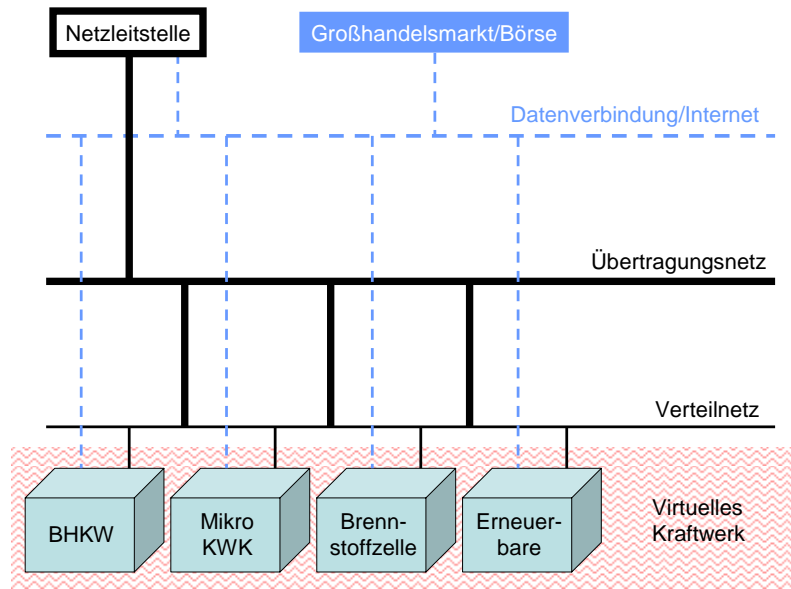 Netzleitstelle
Großhandelsmarkt/Börse
Datenverbindung/Internet
Übertragungsnetz
Verteilnetz
BHKW
Mikro
KWK
Brenn-
stoffzelle
Erneuer-
bare
Virtuelles
Kraftwerk